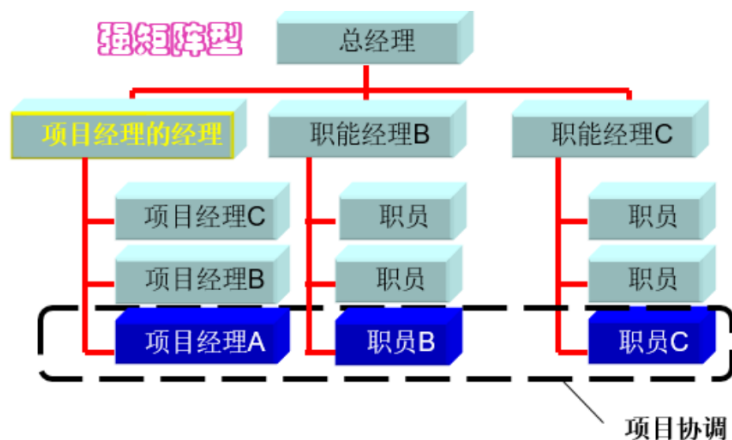 强矩阵型
总经理
项目经理的经理
职能经理B
职能经理C
项目经理C
职员
职员
项目经理B
职员
职员
项目经理A
职员B
职员C
项目协调